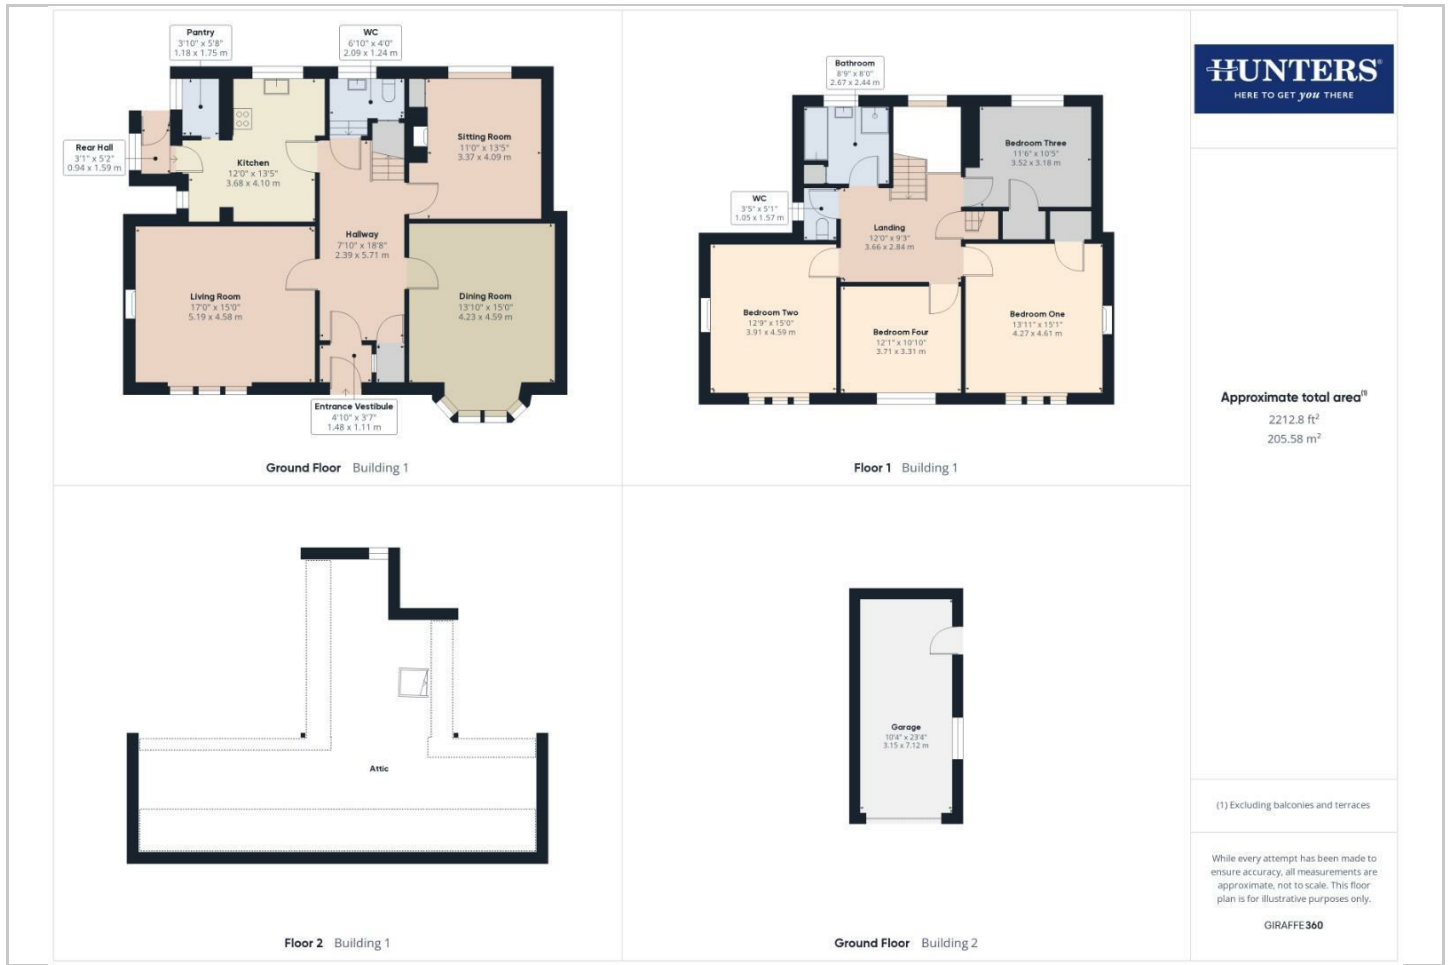 Pantry
3'10" x 5'8"
1.18 x 1.75 m
WC
6'10" x 4'0"
2.09 x 1.24 m
Rear Hall
3'1" x 5'2"
0.94 x 1.59 m
Kitchen
12'0" x 13'5"
3.68 x 4.10 m
Sitting Room
11'0" x 13'5"
3.37 x 4.09 m
Hallway
7'10" x 18'8"
2.39 x 5.71 m
Living Room
17'0" x 15'0"
5.19 x 4.58 m
Dining Room
13'10" x 15'0"
4.23 x 4.59 m
Entrance Vestibule
4'10" x 3'7"
1.48 x 1.11 m
Ground Floor Building 1
Bathroom
8'9" x 8'0"
2.67 x 2.44 m
Bedroom Three
11'6" x 10'5"
3.52 x 3.18 m
WC
3'5" x 5'1"
1.05 x 1.57 m
Landing
12'0" x 9'3"
3.66 x 2.84 m
Bedroom Two
12'9" x 15'0"
3.91 x 4.59 m
Bedroom Four
12'1" x 10'10"
3.71 x 3.31 m
Bedroom One
13'11" x 15'1"
4.27 x 4.61 m
Floor 1 Building 1
Attic
Floor 2 Building 1
Garage
10'4" x 23'4"
3.15 x 7.12 m
Ground Floor Building 2
HUNTERS®
HERE TO GET you THERE
Approximate total area(1)
2212.8 ft²
205.58 m²
(1) Excluding balconies and terraces
While every attempt has been made to
ensure accuracy, all measurements are
approximate, not to scale. This floor
plan is for illustrative purposes only.
GIRAFFE360